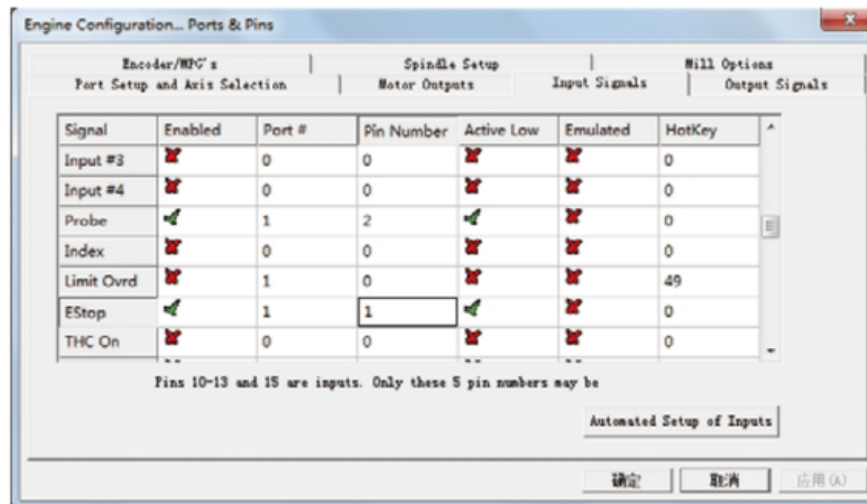 Engine Configuration... Ports & Pins
Encoder/MPG's Spindle Setup Mill Options
Port Setup and Axis Selection Motor Outputs Input Signals Output Signals
Signal Enabled Port # Pin Number Active Low Emulated HotKey
Input #3 0 0 0
Input #4 0 0 0
Probe 1 2 0
Index 0 0 0
Limit Ovrd 1 0 49
EStop 1 1 0
THC On 0 0 0
Pins 10-13 and 15 are inputs. Only these 5 pin numbers may be
Automated Setup of Inputs
确定 取消 应用(A)